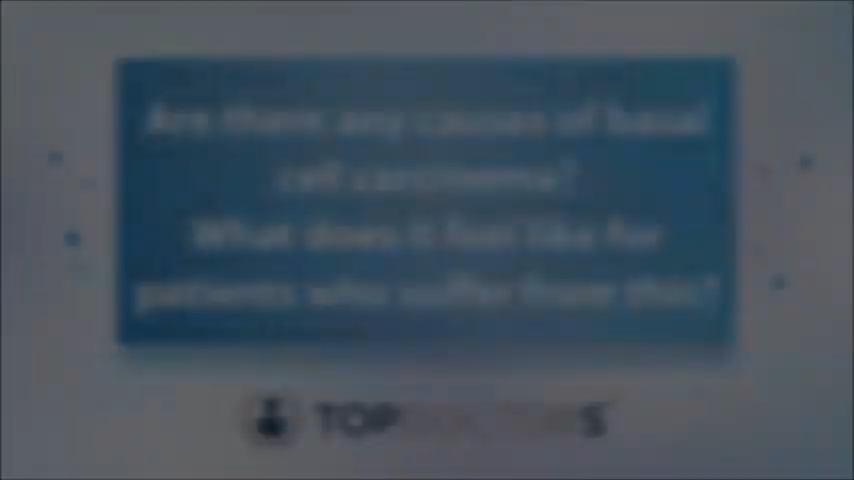 Are there any causes of basal
cell carcinoma?
What does it feel like for
patients who suffer from this?
TOPDOCTORS